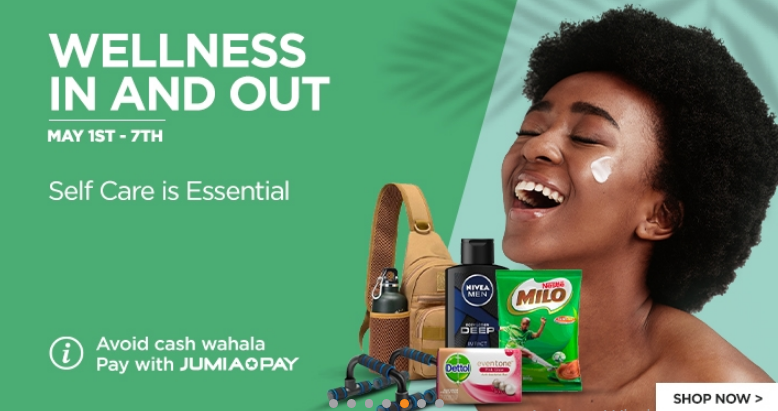 WELLNESS
IN AND OUT
MAY 1ST - 7TH
Self Care is Essential
i
Avoid cash wahala
Pay with JUMIA PAY
NIVEA
MEN
DEEP
IMPACT
Nestlé
MILO
Dettol
eventone
SHOP NOW >